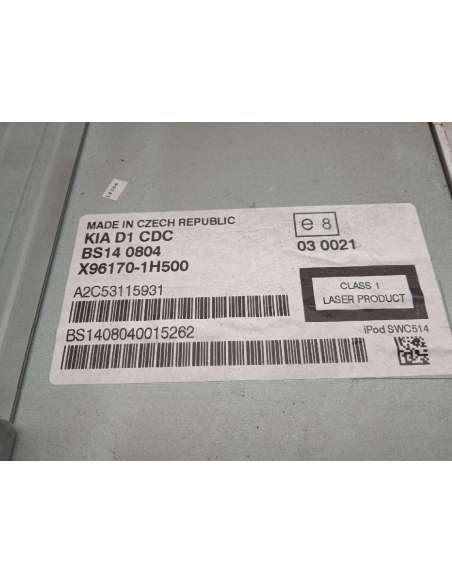 MADE IN CZECH REPUBLIC
KIA D1 CDC
BS14 0804
X96170-1H500
e 8
03 0021
CLASS 1
LASER PRODUCT
A2C53115931
BS1408040015262
iPod SWC514